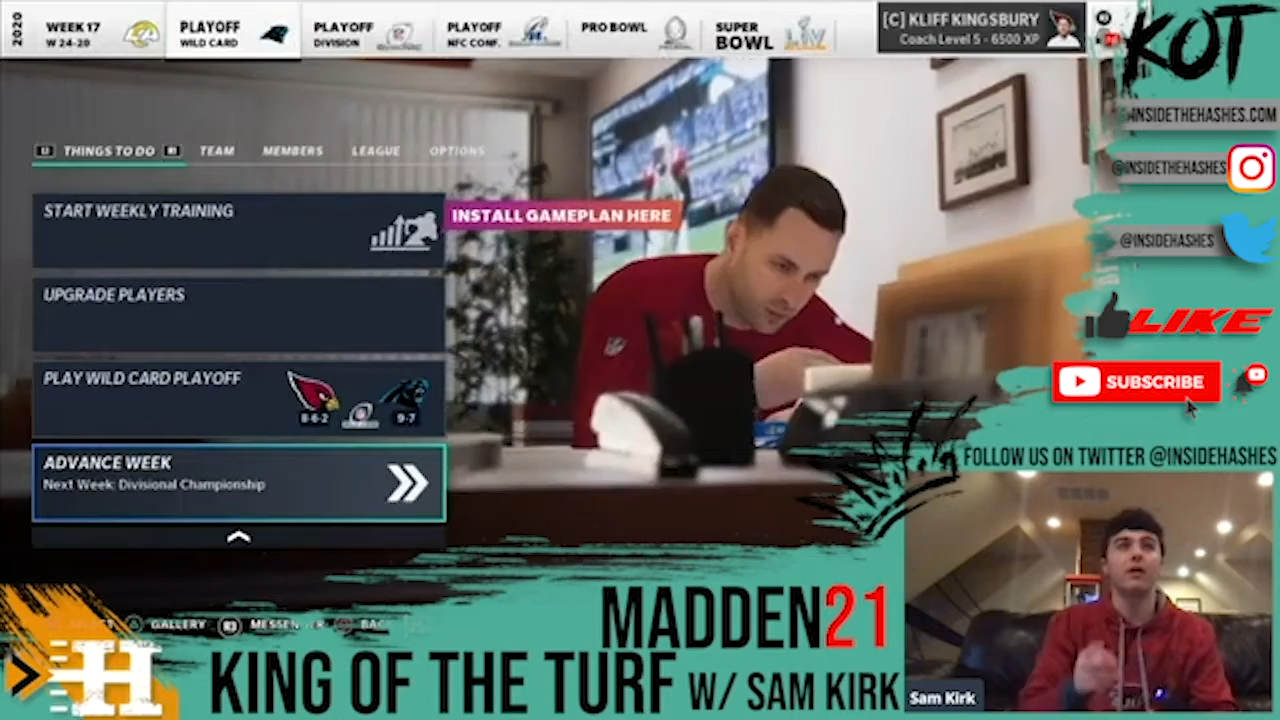 2020
WEEK 17
W 24-20
PLAYOFF
WILD CARD
PLAYOFF
DIVISION
PLAYOFF
NFC CONF.
PRO BOWL
SUPER
BOWL
LIV
[C] KLIFF KINGSBURY
Coach Level 5 - 6500 XP
KOT
INSIDETHEHASHES.COM
@INSIDETHEHASHES
@INSIDEHASHES
LIKE
SUBSCRIBE
FOLLOW US ON TWITTER @INSIDEHASHES
THINGS TO DO
TEAM
MEMBERS
LEAGUE
OPTIONS
START WEEKLY TRAINING
INSTALL GAMEPLAN HERE
UPGRADE PLAYERS
PLAY WILD CARD PLAYOFF
8-6-2
9-7
ADVANCE WEEK
Next Week: Divisional Championship
GALLERY
R3
H
MADDEN21
KING OF THE TURF W/ SAM KIRK
Sam Kirk